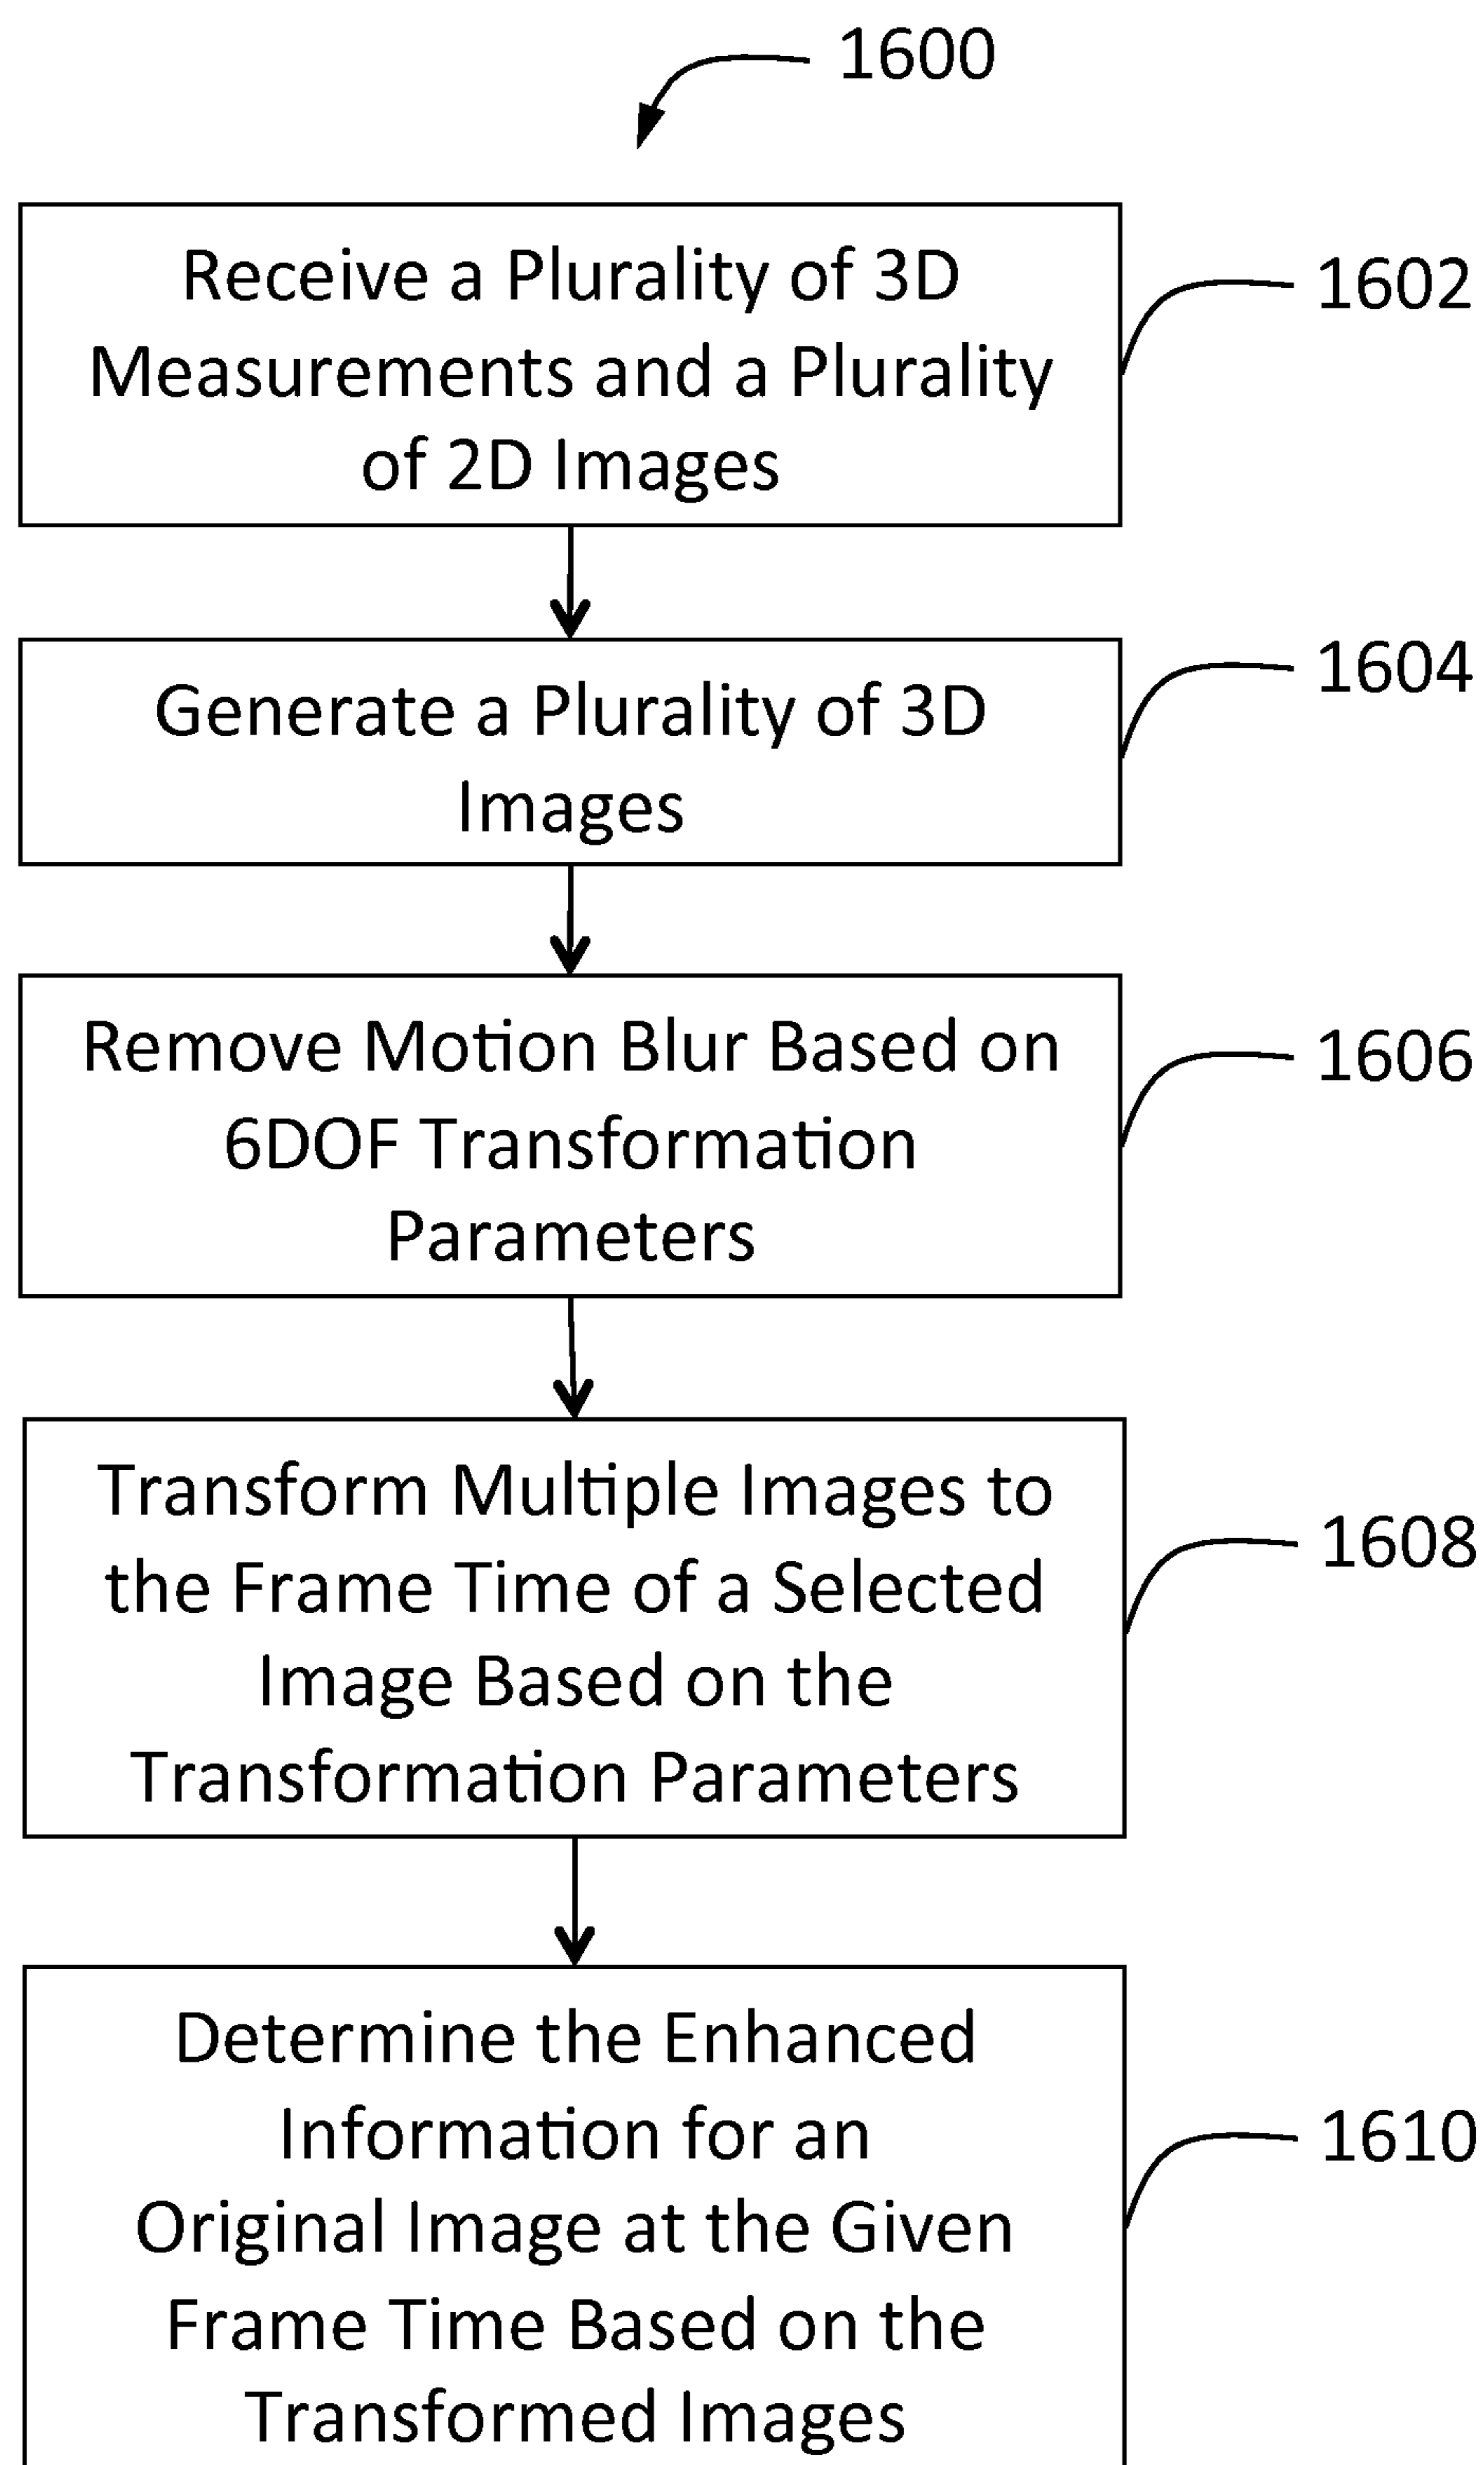 1600
Receive a Plurality of 3D
Measurements and a Plurality
of 2D Images
1602
Generate a Plurality of 3D
Images
1604
Remove Motion Blur Based on
6DOF Transformation
Parameters
1606
Transform Multiple Images to
the Frame Time of a Selected
Image Based on the
Transformation Parameters
1608
Determine the Enhanced
Information for an
Original Image at the Given
Frame Time Based on the
Transformed Images
1610